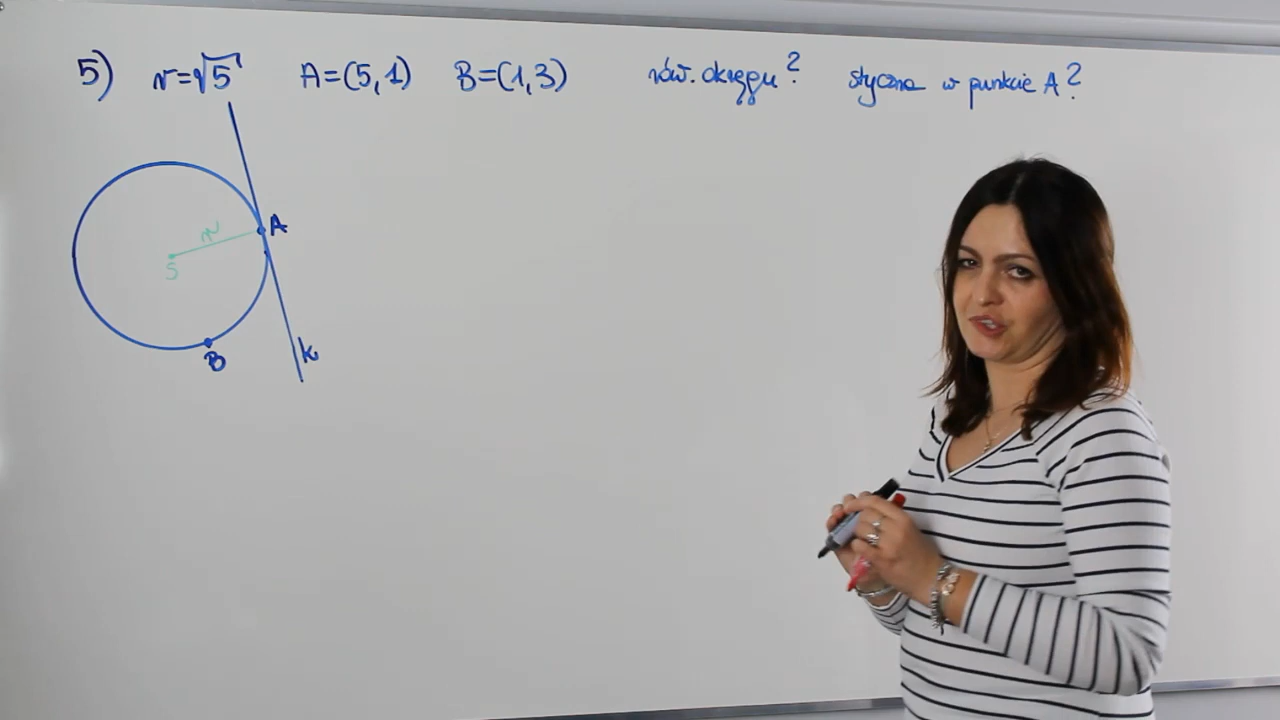 5) r=√5 A=(5,1) B=(1,3) rów. okręgu? styczna w punkcie A?
A
r
S
B
k